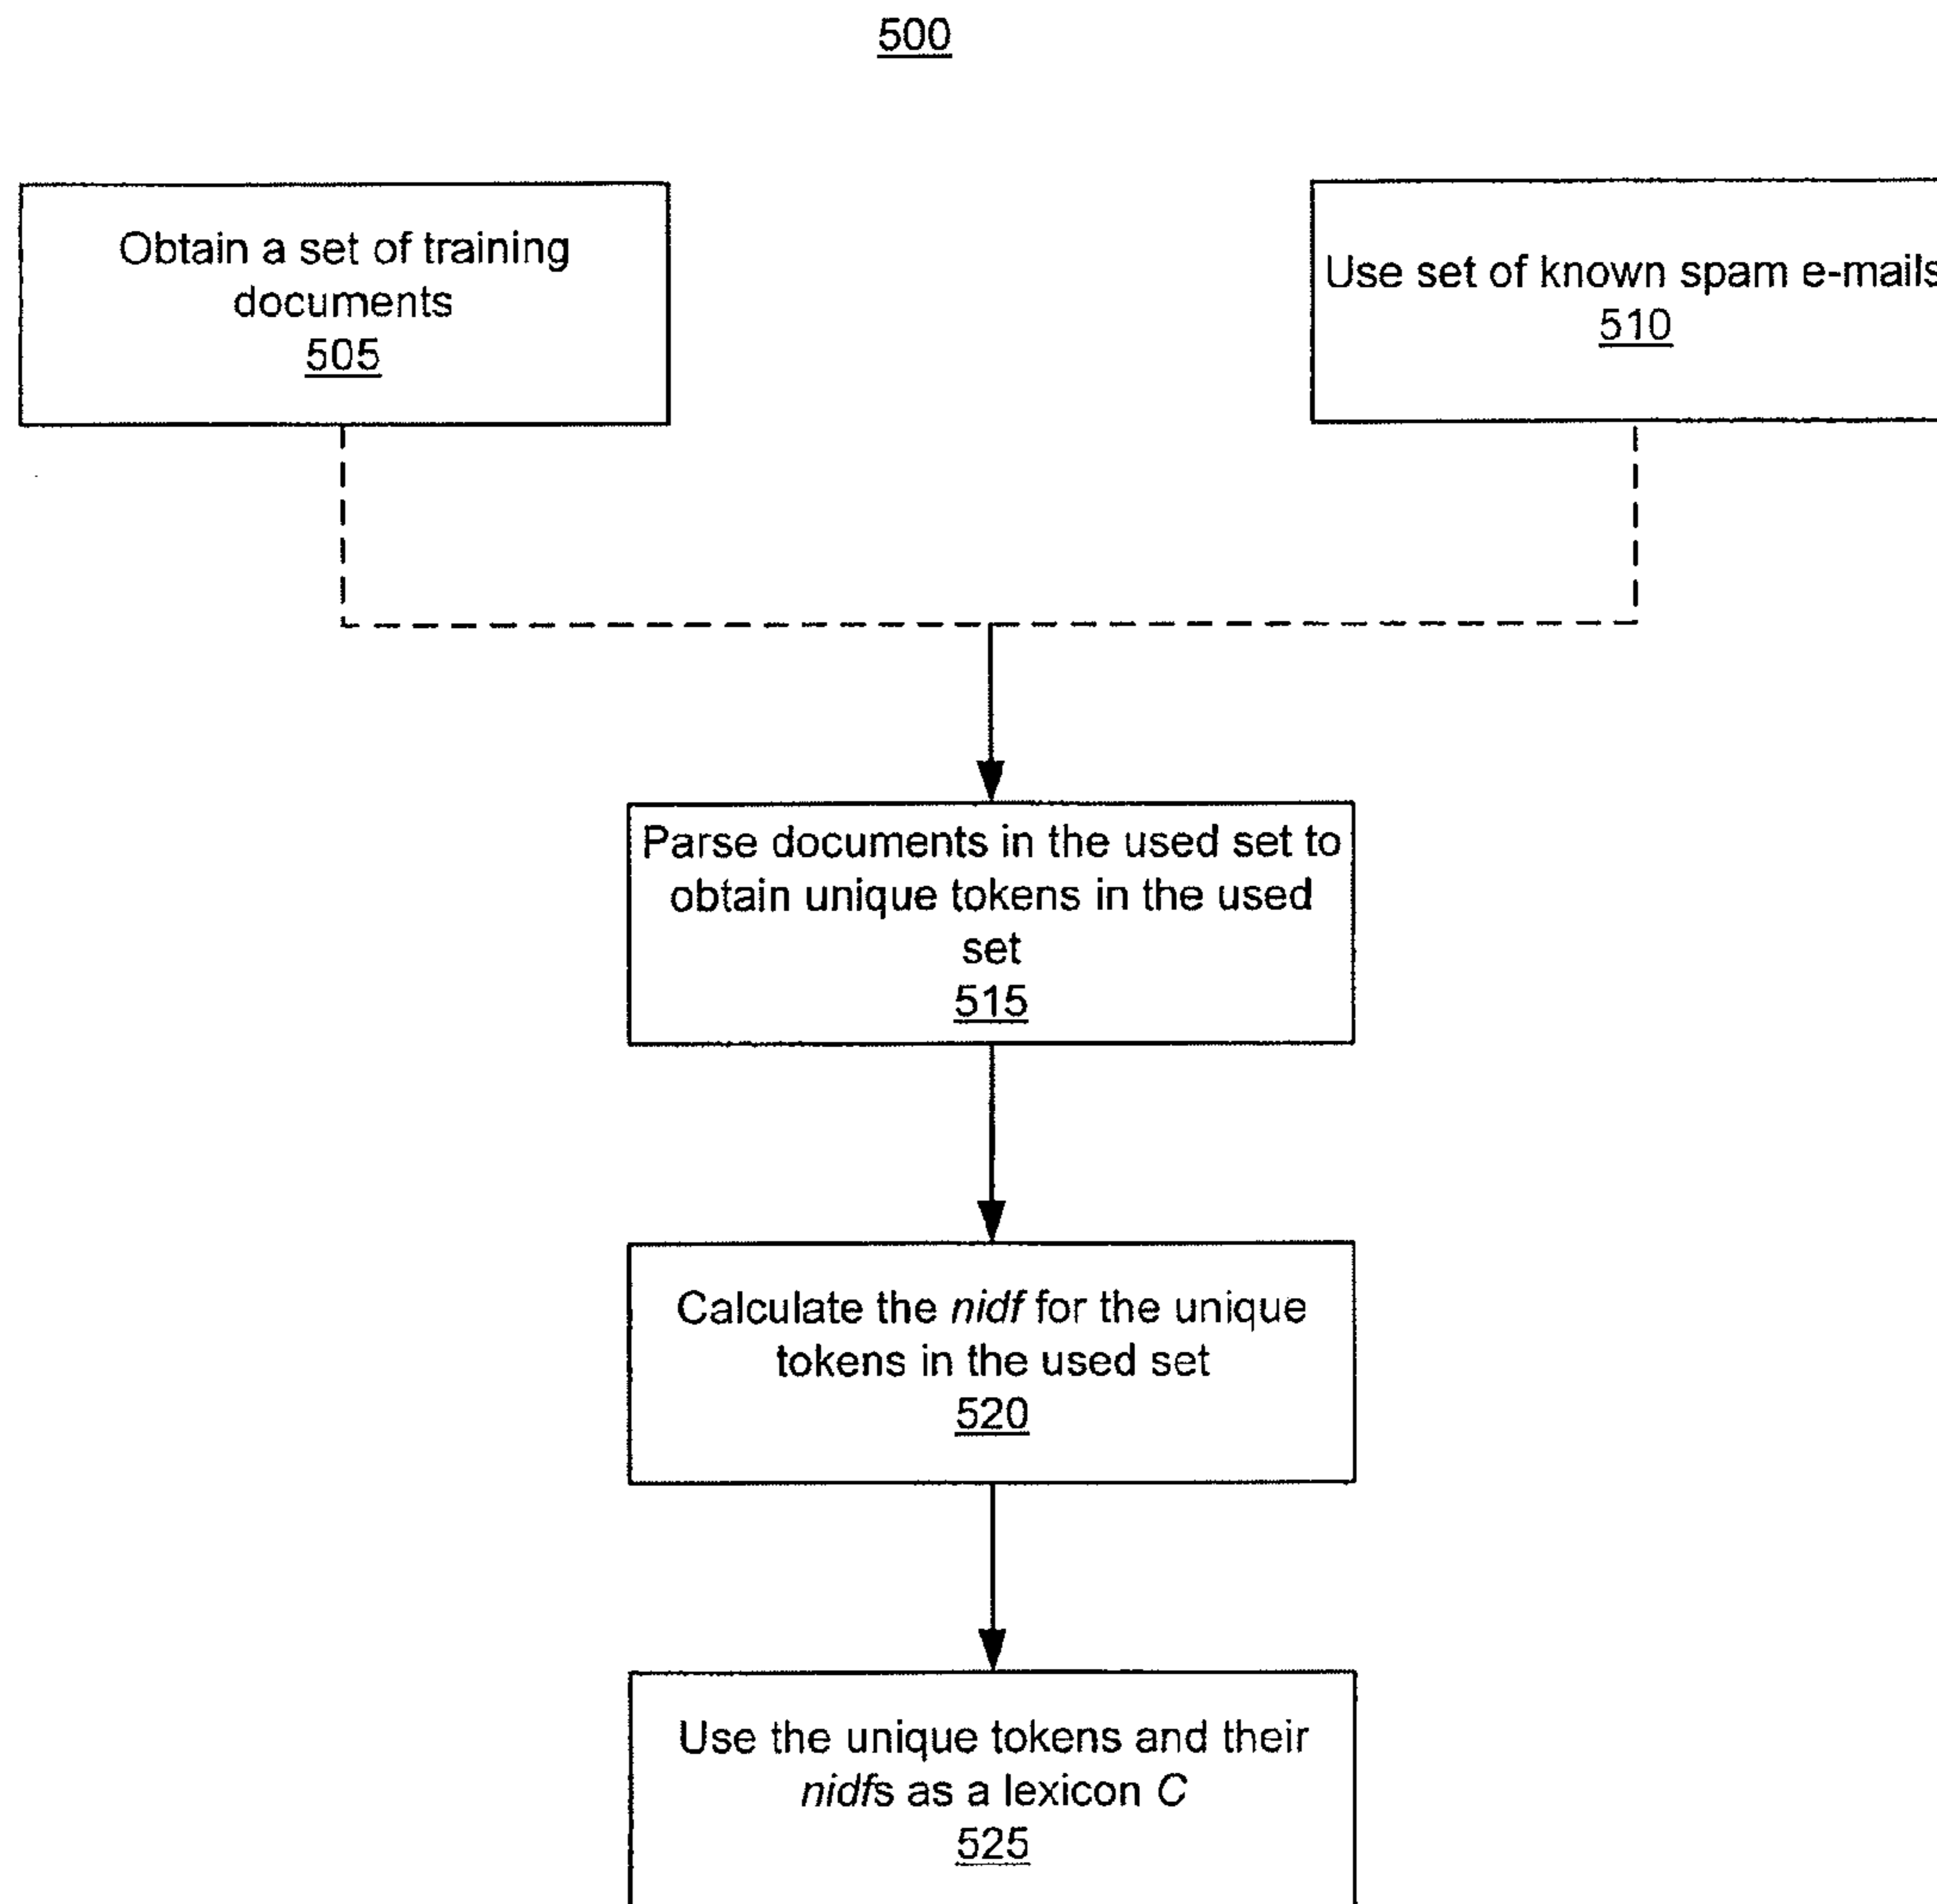 500
Obtain a set of training
documents
505
Use set of known spam e-mails
510
Parse documents in the used set to
obtain unique tokens in the used
set
515
Calculate the nidf for the unique
tokens in the used set
520
Use the unique tokens and their
nidfs as a lexicon C
525